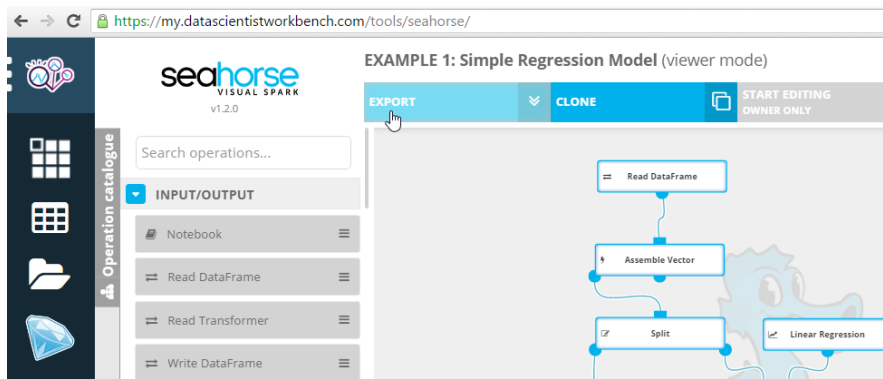 https://my.datascientistworkbench.com/tools/seahorse/
seahorse
VISUAL SPARK
v1.2.0
EXAMPLE 1: Simple Regression Model (viewer mode)
EXPORT
CLONE
START EDITING
OWNER ONLY
Operation catalogue
Search operations...
INPUT/OUTPUT
Notebook
Read DataFrame
Read Transformer
Write DataFrame
Read DataFrame
Assemble Vector
Split
Linear Regression